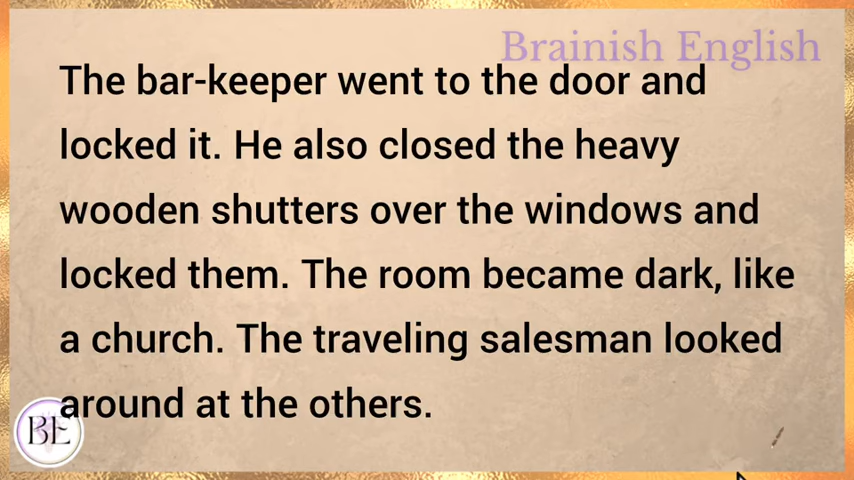 Brainish English
The bar-keeper went to the door and
locked it. He also closed the heavy
wooden shutters over the windows and
locked them. The room became dark, like
a church. The traveling salesman looked
around at the others.
BE